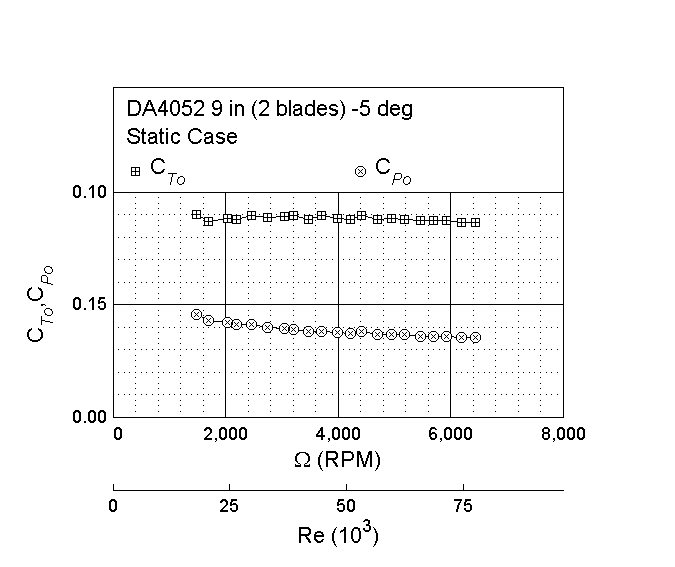 DA4052 9 in (2 blades) -5 deg
Static Case
C_To C_Po
0.10
0.15
0.00
C_To, C_Po
0 2,000 4,000 6,000 8,000
Ω (RPM)
0 25 50 75
Re (10^3)